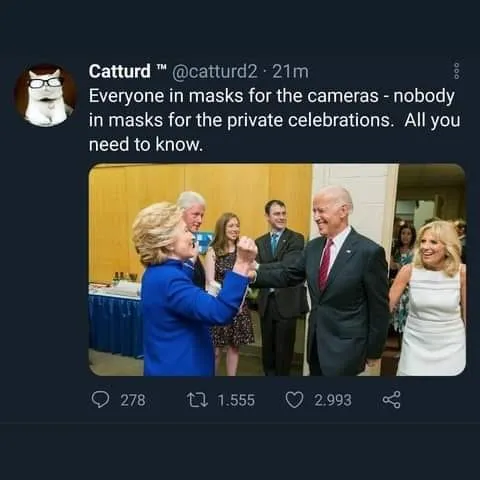 Catturd ™ @catturd2 · 21m
Everyone in masks for the cameras - nobody
in masks for the private celebrations.  All you
need to know.
278 1.555 2.993